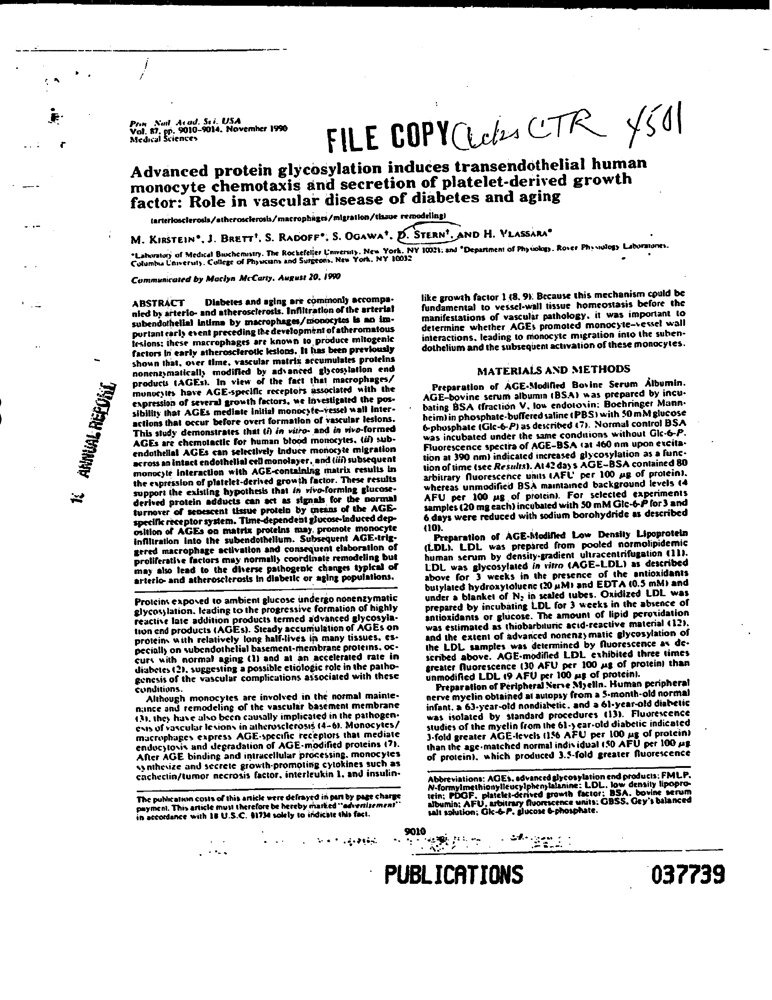 Proc. Natl. Acad. Sci. USA
Vol. 87, pp. 9010-9014, November 1990
Medical Sciences
FILE COPY CTR 4501
Advanced protein glycosylation induces transendothelial human
monocyte chemotaxis and secretion of platelet-derived growth
factor: Role in vascular disease of diabetes and aging
(arteriosclerosis/atherosclerosis/macrophages/migration/tissue remodeling)
M. KIRSTEIN*, J. BRETT†, S. RADOFF*, S. OGAWA†, D. STERN†, AND H. VLASSARA*
*Laboratory of Medical Biochemistry, The Rockefeller University, New York, NY 10021; and †Department of Physiology, Rover Physiology Laboratories,
Columbia University, College of Physicians and Surgeons, New York, NY 10032
Communicated by Maclyn McCarty, August 20, 1990
ABSTRACT Diabetes and aging are commonly accompa-
nied by arterio- and atherosclerosis. Infiltration of the arterial
subendothelial intima by macrophages/monocytes is an im-
portant early event preceding the development of atheromatous
lesions; these macrophages are known to produce mitogenic
factors in early atherosclerotic lesions. It has been previously
shown that, over time, vascular matrix accumulates proteins
nonenzymatically modified by advanced glycosylation end
products (AGEs). In view of the fact that macrophages/
monocytes have AGE-specific receptors associated with the
expression of several growth factors, we investigated the pos-
sibility that AGEs mediate initial monocyte-vessel wall inter-
actions that occur before overt formation of vascular lesions.
This study demonstrates that (i) in vitro- and in vivo-formed
AGEs are chemotactic for human blood monocytes, (ii) sub-
endothelial AGEs can selectively induce monocyte migration
across an intact endothelial cell monolayer, and (iii) subsequent
monocyte interaction with AGE-containing matrix results in
the expression of platelet-derived growth factor. These results
support the existing hypothesis that in vivo-forming glucose-
derived protein adducts can act as signals for the normal
turnover of senescent tissue protein by means of the AGE-
specific receptor system. Time-dependent glucose-induced dep-
osition of AGEs on matrix proteins may promote monocyte
infiltration into the subendothelium. Subsequent AGE-trig-
gered macrophage activation and consequent elaboration of
proliferative factors may normally coordinate remodeling but
may also lead to the diverse pathogenic changes typical of
arterio- and atherosclerosis in diabetic or aging populations.
Proteins exposed to ambient glucose undergo nonenzymatic
glycosylation, leading to the progressive formation of highly
reactive late addition products termed advanced glycosyla-
tion end products (AGEs). Steady accumulation of AGEs on
proteins with relatively long half-lives in many tissues, es-
pecially on subendothelial basement-membrane proteins, oc-
curs with normal aging (1) and at an accelerated rate in
diabetes (2), suggesting a possible etiologic role in the patho-
genesis of the vascular complications associated with these
conditions.
Although monocytes are involved in the normal mainte-
nance and remodeling of the vascular basement membrane
(3), they have also been causally implicated in the pathogen-
esis of vascular lesions in atherosclerosis (4-6). Monocytes/
macrophages express AGE-specific receptors that mediate
endocytosis and degradation of AGE-modified proteins (7).
After AGE binding and intracellular processing, monocytes
synthesize and secrete growth-promoting cytokines such as
cachectin/tumor necrosis factor, interleukin 1, and insulin-
The publication costs of this article were defrayed in part by page charge
payment. This article must therefore be hereby marked "advertisement"
in accordance with 18 U.S.C. §1734 solely to indicate this fact.
like growth factor 1 (8, 9). Because this mechanism could be
fundamental to vessel-wall tissue homeostasis before the
manifestations of vascular pathology, it was important to
determine whether AGEs promoted monocyte-vessel wall
interactions, leading to monocyte migration into the suben-
dothelium and the subsequent activation of these monocytes.
MATERIALS AND METHODS
Preparation of AGE-Modified Bovine Serum Albumin.
AGE-bovine serum albumin (BSA) was prepared by incu-
bating BSA (fraction V, low endotoxin; Boehringer Mann-
heim) in phosphate-buffered saline (PBS) with 50 mM glucose
6-phosphate (Glc-6-P) as described (7). Normal control BSA
was incubated under the same conditions without Glc-6-P.
Fluorescence spectra of AGE-BSA (at 460 nm upon excita-
tion at 390 nm) indicated increased glycosylation as a func-
tion of time (see Results). At 42 days AGE-BSA contained 80
arbitrary fluorescence units (AFU per 100 µg of protein),
whereas unmodified BSA maintained background levels (4
AFU per 100 µg of protein). For selected experiments
samples (20 mg each) incubated with 50 mM Glc-6-P for 3 and
6 days were reduced with sodium borohydride as described
(10).
Preparation of AGE-Modified Low Density Lipoprotein
(LDL). LDL was prepared from pooled normolipidemic
human serum by density-gradient ultracentrifugation (11).
LDL was glycosylated in vitro (AGE-LDL) as described
above for 3 weeks in the presence of the antioxidants
butylated hydroxytoluene (20 µM) and EDTA (0.5 mM) and
under a blanket of N₂ in sealed tubes. Oxidized LDL was
prepared by incubating LDL for 3 weeks in the absence of
antioxidants or glucose. The amount of lipid peroxidation
was estimated as thiobarbituric acid-reactive material (12),
and the extent of advanced nonenzymatic glycosylation of
the LDL samples was determined by fluorescence as de-
scribed above. AGE-modified LDL exhibited three times
greater fluorescence (30 AFU per 100 µg of protein) than
unmodified LDL (9 AFU per 100 µg of protein).
Preparation of Peripheral Nerve Myelin. Human peripheral
nerve myelin obtained at autopsy from a 5-month-old normal
infant, a 63-year-old nondiabetic, and a 61-year-old diabetic
was isolated by standard procedures (13). Fluorescence
studies of the myelin from the 61-year-old diabetic indicated
3-fold greater AGE-levels (156 AFU per 100 µg of protein)
than the age-matched normal individual (50 AFU per 100 µg
of protein), which produced 3.5-fold greater fluorescence
Abbreviations: AGEs, advanced glycosylation end products; FMLP,
N-formylmethionylleucylphenylalanine; LDL, low density lipopro-
tein; PDGF, platelet-derived growth factor; BSA, bovine serum
albumin; AFU, arbitrary fluorescence units; GBSS, Gey's balanced
salt solution; Glc-6-P, glucose 6-phosphate.
ANNUAL REPORT
9010
PUBLICATIONS 037739